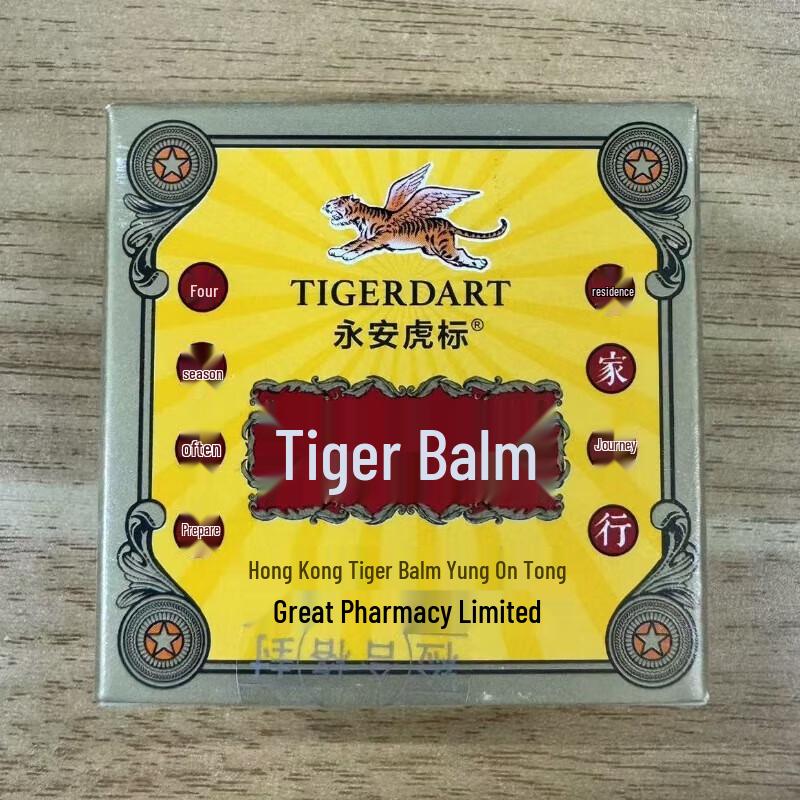 TIGERDART
永安虎标®
Four
season
often
Prepare
residence
家
Journey
行
Tiger Balm
Hong Kong Tiger Balm Yung On Tong
Great Pharmacy Limited